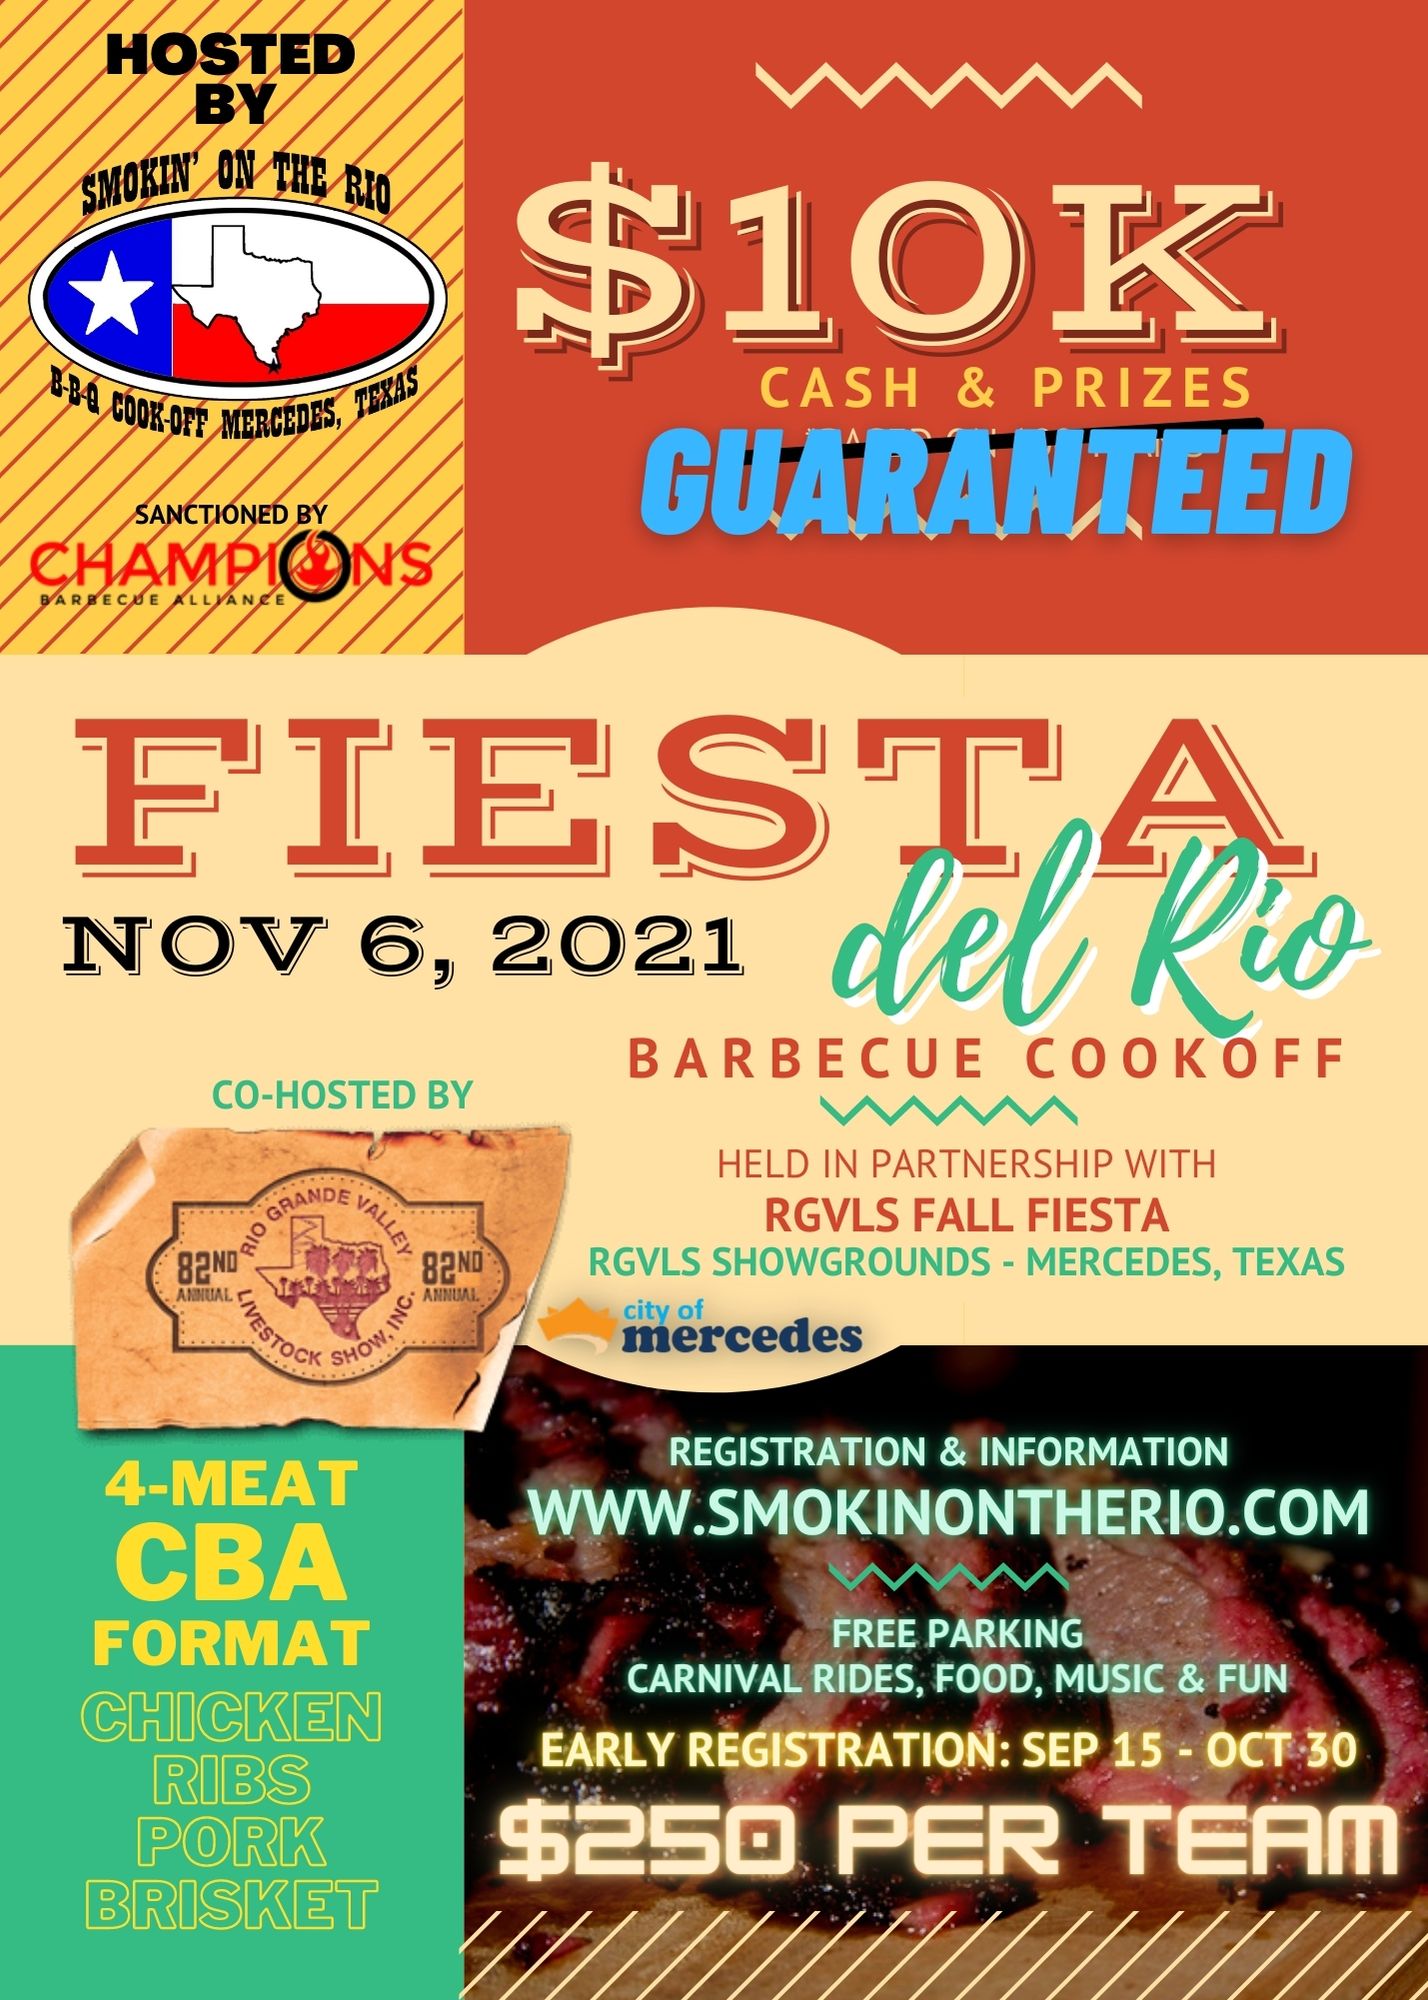 HOSTED
BY
SMOKIN' ON THE RIO
B-B-Q COOK-OFF MERCEDES, TEXAS
SANCTIONED BY
CHAMPIONS
BARBECUE ALLIANCE
$10K
CASH & PRIZES
GUARANTEED
FIESTA
del Rio
NOV 6, 2021
BARBECUE COOKOFF
CO-HOSTED BY
RIO GRANDE VALLEY
82ND
ANNUAL
82ND
ANNUAL
LIVESTOCK SHOW, INC.
HELD IN PARTNERSHIP WITH
RGVLS FALL FIESTA
RGVLS SHOWGROUNDS - MERCEDES, TEXAS
city of
mercedes
4-MEAT
CBA
FORMAT
CHICKEN
RIBS
PORK
BRISKET
REGISTRATION & INFORMATION
WWW.SMOKINONTHERIO.COM
FREE PARKING
CARNIVAL RIDES, FOOD, MUSIC & FUN
EARLY REGISTRATION: SEP 15 - OCT 30
$250 PER TEAM